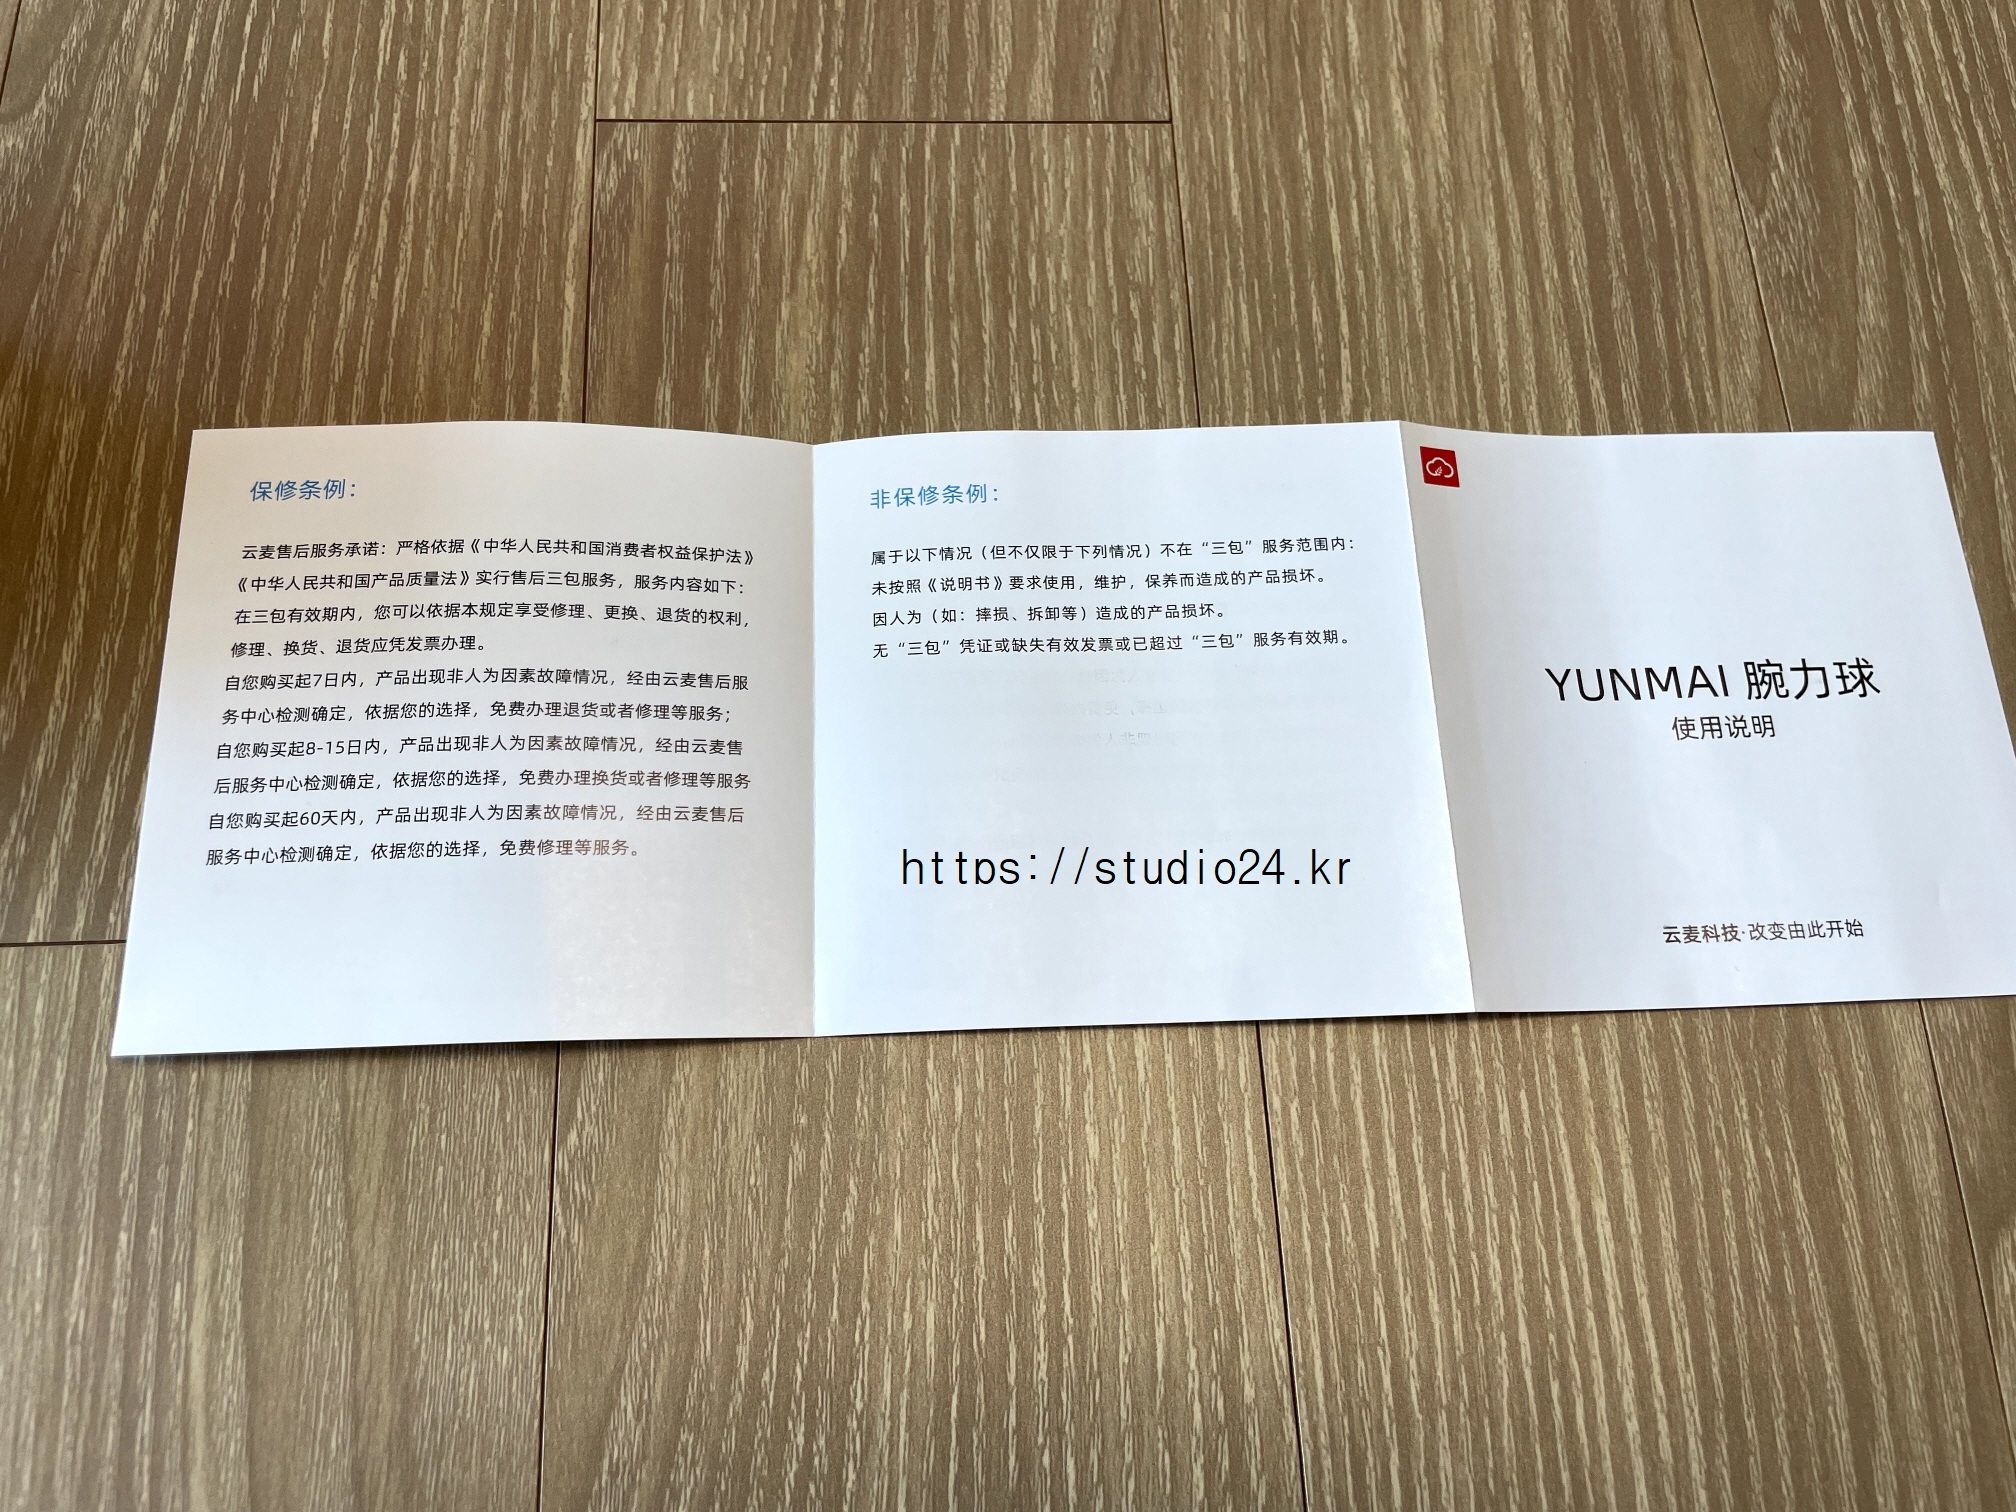 保修条例：
云麦售后服务承诺：严格依据《中华人民共和国消费者权益保护法》
《中华人民共和国产品质量法》实行售后三包服务，服务内容如下：
在三包有效期内，您可以依据本规定享受修理、更换、退货的权利，
修理、换货、退货应凭发票办理。
自您购买起7日内，产品出现非人为因素故障情况，经由云麦售后服
务中心检测确定，依据您的选择，免费办理退货或者修理等服务；
自您购买起8-15日内，产品出现非人为因素故障情况，经由云麦售
后服务中心检测确定，依据您的选择，免费办理换货或者修理等服务
自您购买起60天内，产品出现非人为因素故障情况，经由云麦售后
服务中心检测确定，依据您的选择，免费修理等服务。
非保修条例：
属于以下情况（但不仅限于下列情况）不在“三包”服务范围内：
未按照《说明书》要求使用，维护，保养而造成的产品损坏。
因人为（如：摔损、拆卸等）造成的产品损坏。
无“三包”凭证或缺失有效发票或已超过“三包”服务有效期。
https://studio24.kr
YUNMAI 腕力球
使用说明
云麦科技·改变由此开始